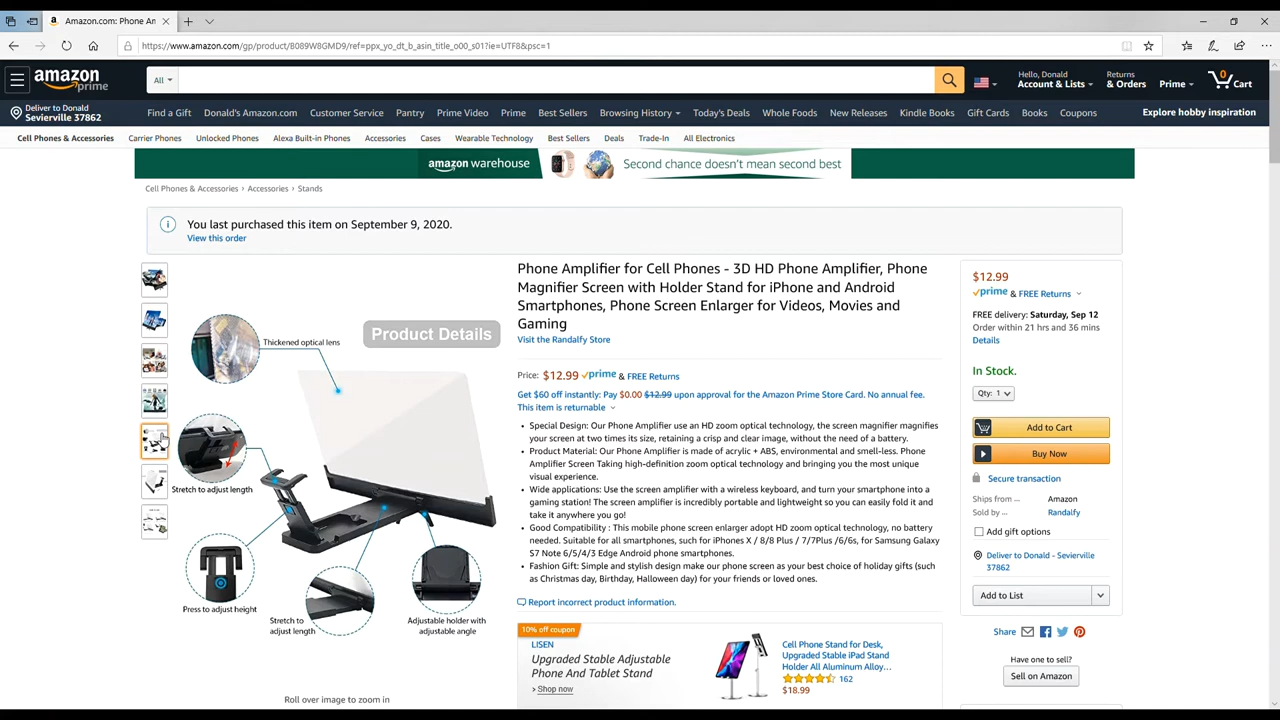 Amazon.com: Phone An
https://www.amazon.com/gp/product/B089W8GMD9/ref=ppx_yo_dt_b_asin_title_o00_s01?ie=UTF8&psc=1
amazon prime
All
Hello, Donald
Account & Lists
Returns
& Orders
Prime
0
Cart
Deliver to Donald
Sevierville 37862
Find a Gift
Donald's Amazon.com
Customer Service
Pantry
Prime Video
Prime
Best Sellers
Browsing History
Today's Deals
Whole Foods
New Releases
Kindle Books
Gift Cards
Books
Coupons
Explore hobby inspiration
Cell Phones & Accessories
Carrier Phones
Unlocked Phones
Alexa Built-in Phones
Accessories
Cases
Wearable Technology
Best Sellers
Deals
Trade-In
All Electronics
amazon warehouse
Second chance doesn't mean second best
Cell Phones & Accessories › Accessories › Stands
You last purchased this item on September 9, 2020.
View this order
Product Details
Thickened optical lens
Stretch to adjust length
Press to adjust height
Stretch to
adjust length
Adjustable holder with
adjustable angle
Roll over image to zoom in
Phone Amplifier for Cell Phones - 3D HD Phone Amplifier, Phone
Magnifier Screen with Holder Stand for iPhone and Android
Smartphones, Phone Screen Enlarger for Videos, Movies and
Gaming
Visit the Randalfy Store
Price: $12.99 prime & FREE Returns
Get $60 off instantly: Pay $0.00 $12.99 upon approval for the Amazon Prime Store Card. No annual fee.
This item is returnable
• Special Design: Our Phone Amplifier use an HD zoom optical technology, the screen magnifier magnifies
your screen at two times its size, retaining a crisp and clear image, without the need of a battery.
• Product Material: Our Phone Amplifier is made of acrylic + ABS, environmental and smell-less. Phone
Amplifier Screen Taking high-definition zoom optical technology and bringing you the most unique
visual experience.
• Wide applications: Use the screen amplifier with a wireless keyboard, and turn your smartphone into a
gaming station! The screen amplifier is incredibly portable and lightweight so you can easily fold it and
take it anywhere you go!
• Good Compatibility : This mobile phone screen enlarger adopt HD zoom optical technology, no battery
needed. Suitable for all smartphones, such for iPhones X / 8/8 Plus / 7/7Plus /6/6s, for Samsung Galaxy
S7 Note 6/5/4/3 Edge Android phone smartphones.
• Fashion Gift: Simple and stylish design make our phone screen as your best choice of holiday gifts (such
as Christmas day, Birthday, Halloween day) for your friends or loved ones.
Report incorrect product information.
10% off coupon
LISEN
Upgraded Stable Adjustable
Phone And Tablet Stand
› Shop now
Cell Phone Stand for Desk,
Upgraded Stable iPad Stand
Holder All Aluminum Alloy...
162
$18.99
$12.99
prime & FREE Returns
FREE delivery: Saturday, Sep 12
Order within 21 hrs and 36 mins
Details
In Stock.
Qty: 1
Add to Cart
Buy Now
Secure transaction
Ships from ... Amazon
Sold by ... Randalfy
Add gift options
Deliver to Donald - Sevierville
37862
Add to List
Share
Have one to sell?
Sell on Amazon